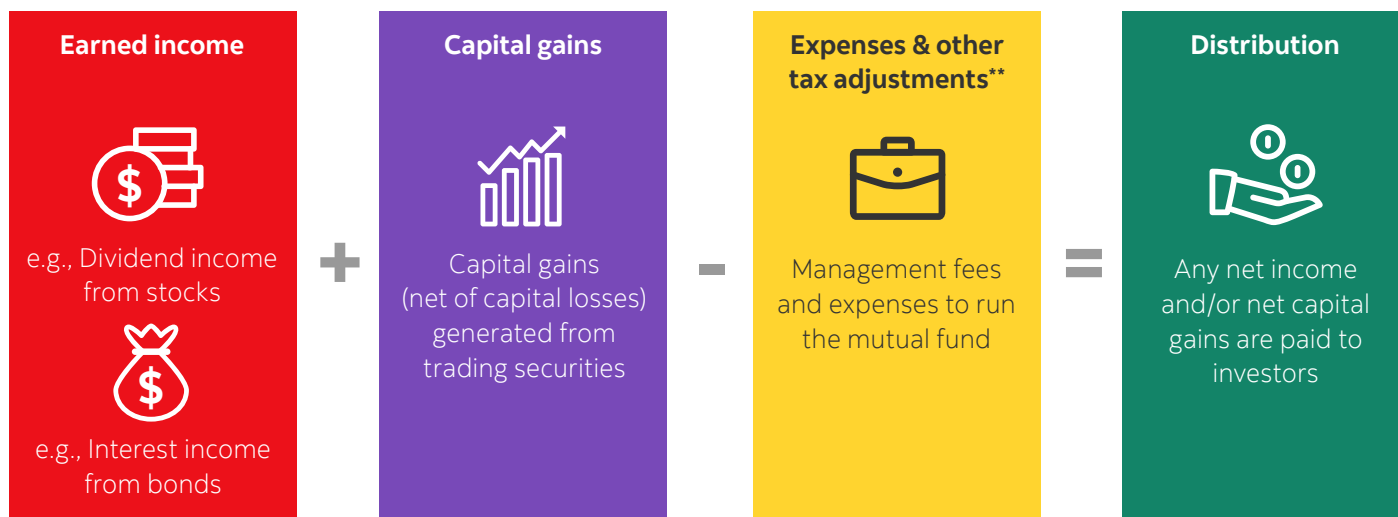 Earned income
$
e.g., Dividend income
from stocks
$
e.g., Interest income
from bonds
+
Capital gains
Capital gains
(net of capital losses)
generated from
trading securities
-
Expenses & other
tax adjustments**
Management fees
and expenses to run
the mutual fund
=
Distribution
Any net income
and/or net capital
gains are paid to
investors